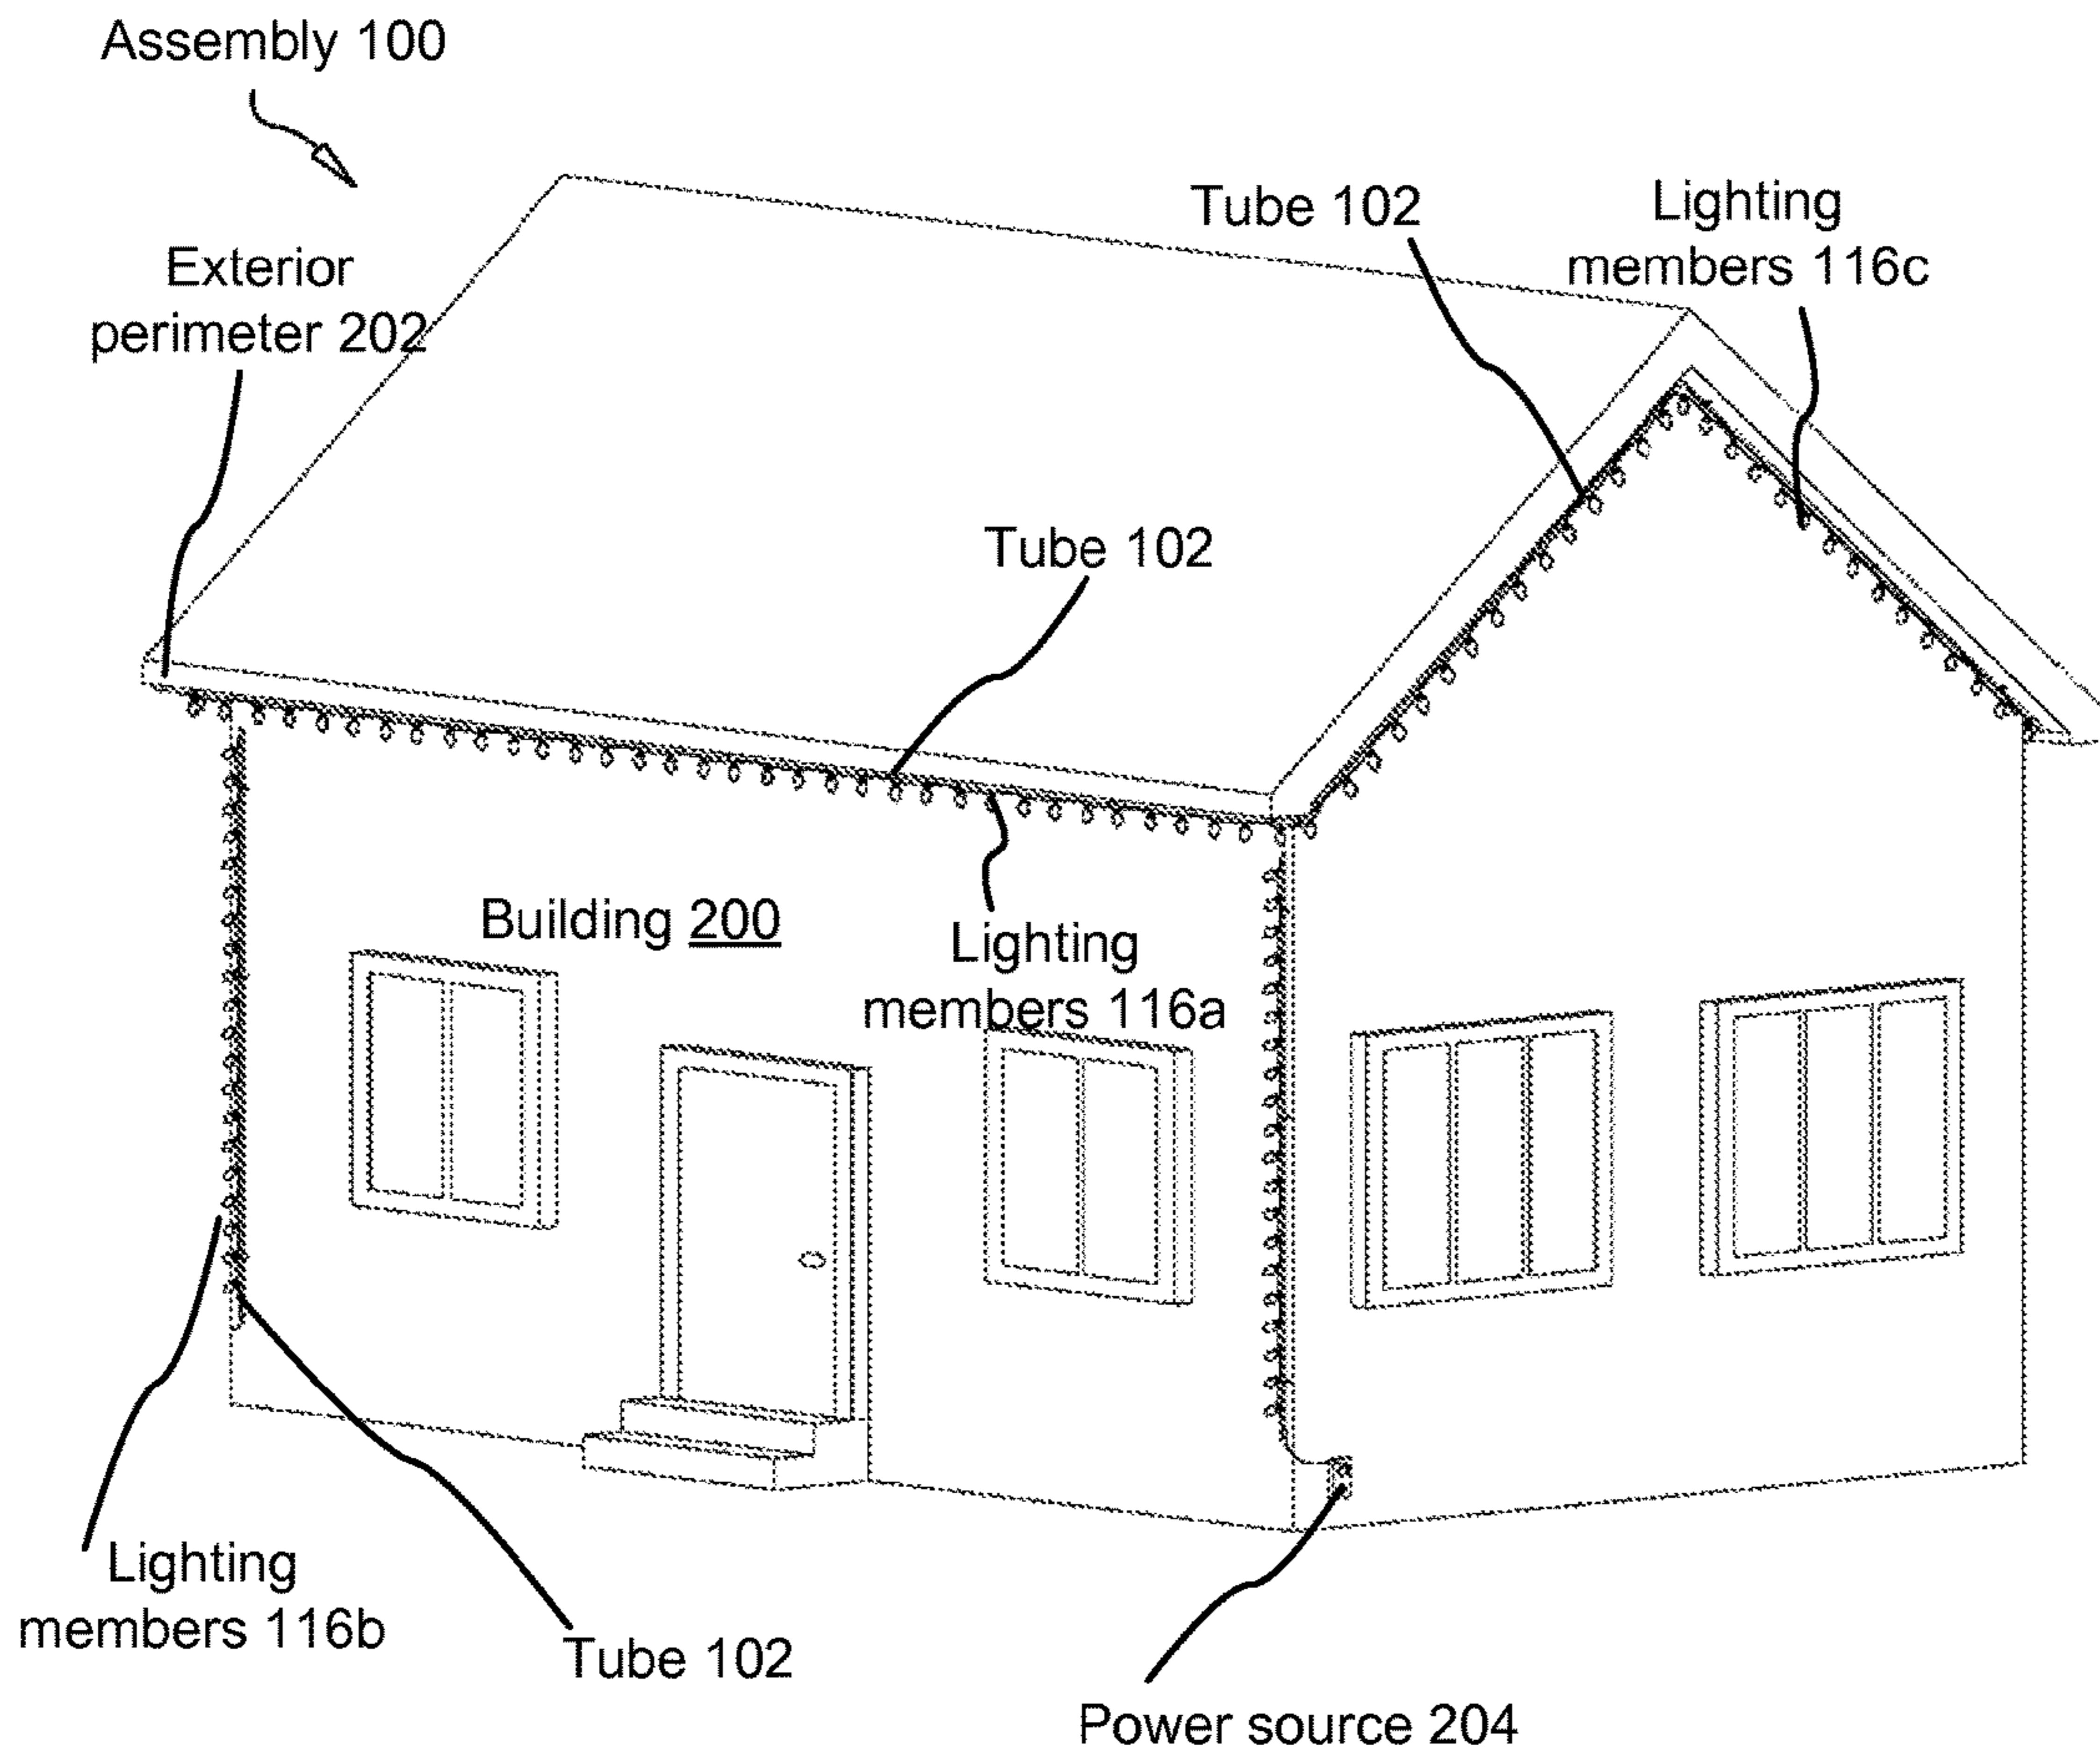 Assembly 100
Tube 102
Lighting
members 116c
Exterior
perimeter 202
Tube 102
Building 200
Lighting
members 116a
Lighting
members 116b
Tube 102
Power source 204